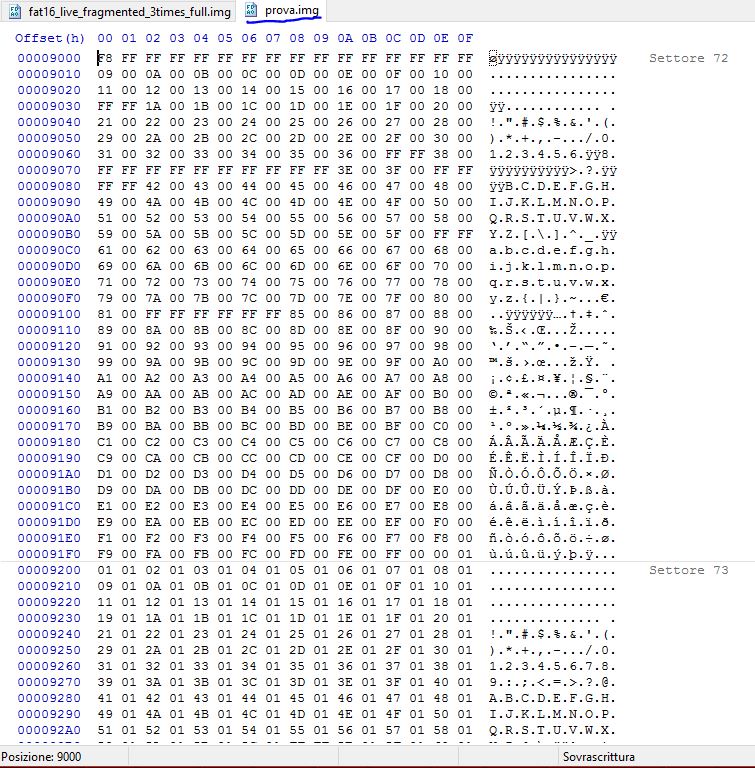 fat16_live_fragmented_3times_full.img prova.img
Offset(h) 00 01 02 03 04 05 06 07 08 09 0A 0B 0C 0D 0E 0F
00009000 F8 FF FF FF FF FF FF FF FF FF FF FF FF FF FF FF øÿÿÿÿÿÿÿÿÿÿÿÿÿÿÿ Settore 72
00009010 09 00 0A 00 0B 00 0C 00 0D 00 0E 00 0F 00 10 00 ................
00009020 11 00 12 00 13 00 14 00 15 00 16 00 17 00 18 00 ................
00009030 FF FF 1A 00 1B 00 1C 00 1D 00 1E 00 1F 00 20 00 ÿÿ............ .
00009040 21 00 22 00 23 00 24 00 25 00 26 00 27 00 28 00 !.".#.$.%.&.'.(.
00009050 29 00 2A 00 2B 00 2C 00 2D 00 2E 00 2F 00 30 00 ).*.+.,.-.../.0.
00009060 31 00 32 00 33 00 34 00 35 00 36 00 FF FF 38 00 1.2.3.4.5.6.ÿÿ8.
00009070 FF FF FF FF FF FF FF FF FF FF 3E 00 3F 00 FF FF ÿÿÿÿÿÿÿÿÿÿ>.?.ÿÿ
00009080 FF FF 42 00 43 00 44 00 45 00 46 00 47 00 48 00 ÿÿB.C.D.E.F.G.H.
00009090 49 00 4A 00 4B 00 4C 00 4D 00 4E 00 4F 00 50 00 I.J.K.L.M.N.O.P.
000090A0 51 00 52 00 53 00 54 00 55 00 56 00 57 00 58 00 Q.R.S.T.U.V.W.X.
000090B0 59 00 5A 00 5B 00 5C 00 5D 00 5E 00 5F 00 FF FF Y.Z.[.\.].^._.ÿÿ
000090C0 61 00 62 00 63 00 64 00 65 00 66 00 67 00 68 00 a.b.c.d.e.f.g.h.
000090D0 69 00 6A 00 6B 00 6C 00 6D 00 6E 00 6F 00 70 00 i.j.k.l.m.n.o.p.
000090E0 71 00 72 00 73 00 74 00 75 00 76 00 77 00 78 00 q.r.s.t.u.v.w.x.
000090F0 79 00 7A 00 7B 00 7C 00 7D 00 7E 00 7F 00 80 00 y.z.{.|.}.~...€.
00009100 81 00 FF FF FF FF FF FF 85 00 86 00 87 00 88 00 ..ÿÿÿÿÿÿ….†.‡.ˆ.
00009110 89 00 8A 00 8B 00 8C 00 8D 00 8E 00 8F 00 90 00 ‰.Š.‹.Œ...Ž.....
00009120 91 00 92 00 93 00 94 00 95 00 96 00 97 00 98 00 ‘.’.“.”.•.–.—.˜.
00009130 99 00 9A 00 9B 00 9C 00 9D 00 9E 00 9F 00 A0 00 ™.š.›.œ...ž.Ÿ. .
00009140 A1 00 A2 00 A3 00 A4 00 A5 00 A6 00 A7 00 A8 00 ¡.¢.£.¤.¥.¦.§.¨.
00009150 A9 00 AA 00 AB 00 AC 00 AD 00 AE 00 AF 00 B0 00 ©.ª.«.¬...®.¯.°.
00009160 B1 00 B2 00 B3 00 B4 00 B5 00 B6 00 B7 00 B8 00 ±.².³.´.µ.¶.·.¸.
00009170 B9 00 BA 00 BB 00 BC 00 BD 00 BE 00 BF 00 C0 00 ¹.º.».¼.½.¾.¿.À.
00009180 C1 00 C2 00 C3 00 C4 00 C5 00 C6 00 C7 00 C8 00 Á.Â.Ã.Ä.Å.Æ.Ç.È.
00009190 C9 00 CA 00 CB 00 CC 00 CD 00 CE 00 CF 00 D0 00 É.Ê.Ë.Ì.Í.Î.Ï.Ð.
000091A0 D1 00 D2 00 D3 00 D4 00 D5 00 D6 00 D7 00 D8 00 Ñ.Ò.Ó.Ô.Õ.Ö.×.Ø.
000091B0 D9 00 DA 00 DB 00 DC 00 DD 00 DE 00 DF 00 E0 00 Ù.Ú.Û.Ü.Ý.Þ.ß.à.
000091C0 E1 00 E2 00 E3 00 E4 00 E5 00 E6 00 E7 00 E8 00 á.â.ã.ä.å.æ.ç.è.
000091D0 E9 00 EA 00 EB 00 EC 00 ED 00 EE 00 EF 00 F0 00 é.ê.ë.ì.í.î.ï.ð.
000091E0 F1 00 F2 00 F3 00 F4 00 F5 00 F6 00 F7 00 F8 00 ñ.ò.ó.ô.õ.ö.÷.ø.
000091F0 F9 00 FA 00 FB 00 FC 00 FD 00 FE 00 FF 00 00 01 ù.ú.û.ü.ý.þ.ÿ...
00009200 01 01 02 01 03 01 04 01 05 01 06 01 07 01 08 01 ................ Settore 73
00009210 09 01 0A 01 0B 01 0C 01 0D 01 0E 01 0F 01 10 01 ................
00009220 11 01 12 01 13 01 14 01 15 01 16 01 17 01 18 01 ................
00009230 19 01 1A 01 1B 01 1C 01 1D 01 1E 01 1F 01 20 01 .............. .
00009240 21 01 22 01 23 01 24 01 25 01 26 01 27 01 28 01 !.".#.$.%.&.'.(.
00009250 29 01 2A 01 2B 01 2C 01 2D 01 2E 01 2F 01 30 01 ).*.+.,.-.../.0.
00009260 31 01 32 01 33 01 34 01 35 01 36 01 37 01 38 01 1.2.3.4.5.6.7.8.
00009270 39 01 3A 01 3B 01 3C 01 3D 01 3E 01 3F 01 40 01 9.:.;.<.=.>.?.@.
00009280 41 01 42 01 43 01 44 01 45 01 46 01 47 01 48 01 A.B.C.D.E.F.G.H.
00009290 49 01 4A 01 4B 01 4C 01 4D 01 4E 01 4F 01 50 01 I.J.K.L.M.N.O.P.
000092A0 51 01 52 01 53 01 54 01 55 01 56 01 57 01 58 01 Q.R.S.T.U.V.W.X.
Posizione: 9000 Sovrascrittura